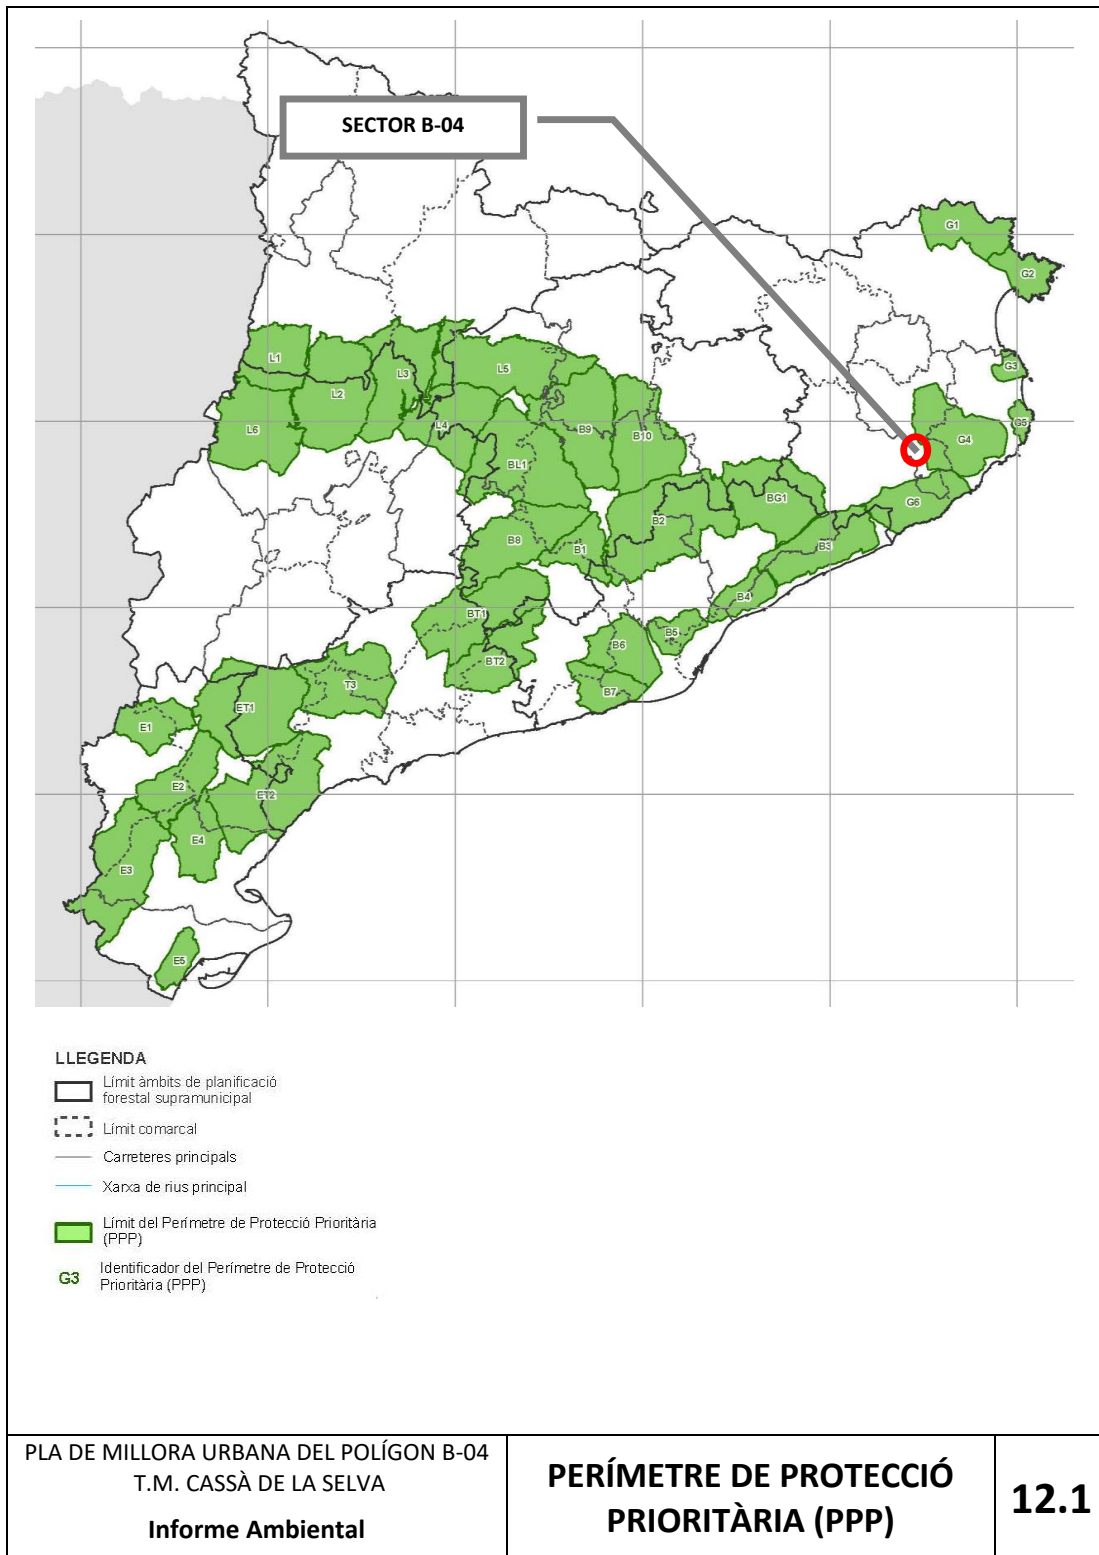 SECTOR B-04
G1
G2
L1
L2
L3
L5
G3
L6
L4
B9
B10
G5
G4
BL1
BG1
G6
B2
B8
B1
B3
B4
BT1
B5
B6
BT2
B7
T3
ET1
E1
E2
ET2
E4
E3
E5
LLEGENDA
Límit àmbits de planificació
forestal supramunicipal
Límit comarcal
Carreteres principals
Xarxa de rius principal
Límit del Perímetre de Protecció Prioritària
(PPP)
G3
Identificador del Perímetre de Protecció
Prioritària (PPP)
PLA DE MILLORA URBANA DEL POLÍGON B-04
T.M. CASSÀ DE LA SELVA
Informe Ambiental
PERÍMETRE DE PROTECCIÓ
PRIORITÀRIA (PPP)
12.1